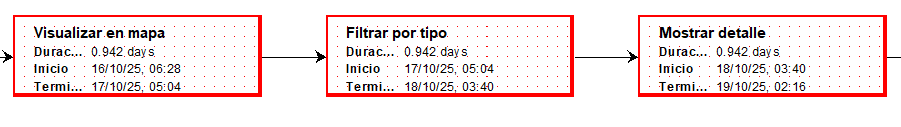 Visualizar en mapa
Durac... 0.942 days
Inicio 16/10/25, 06:28
Termi... 17/10/25, 05:04
Filtrar por tipo
Durac... 0.942 days
Inicio 17/10/25, 05:04
Termi... 18/10/25, 03:40
Mostrar detalle
Durac... 0.942 days
Inicio 18/10/25, 03:40
Termi... 19/10/25, 02:16